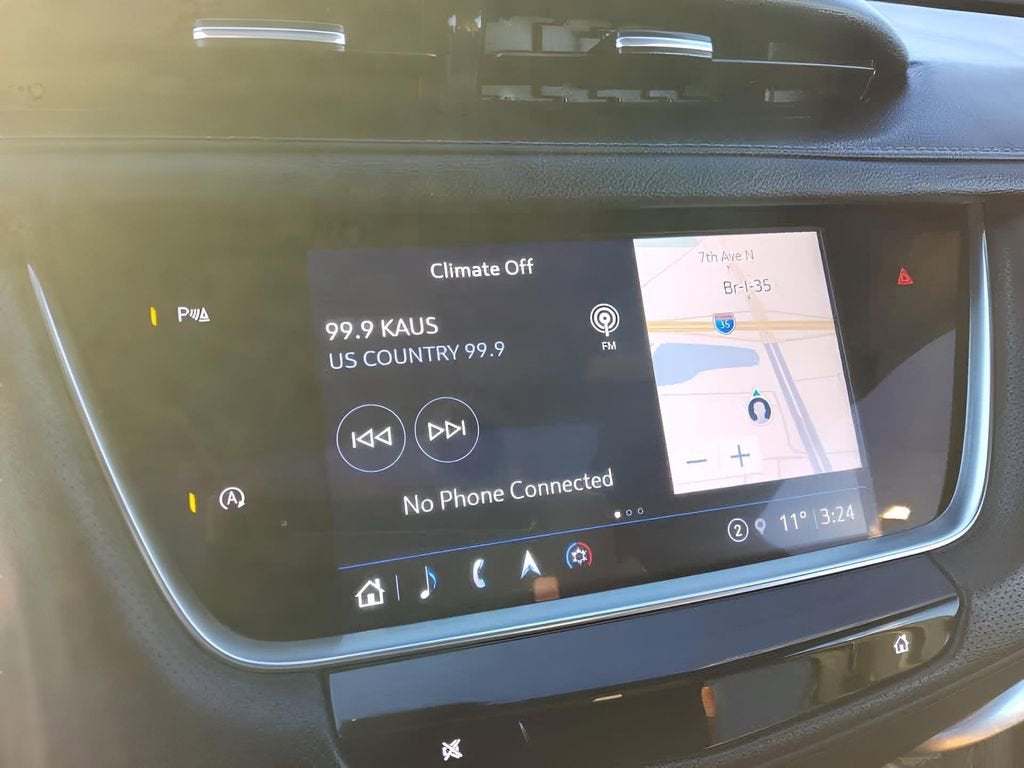 Climate Off
99.9 KAUS
US COUNTRY 99.9
FM
7th Ave N
Br-I-35
35
P
A
No Phone Connected
2
11° 3:24